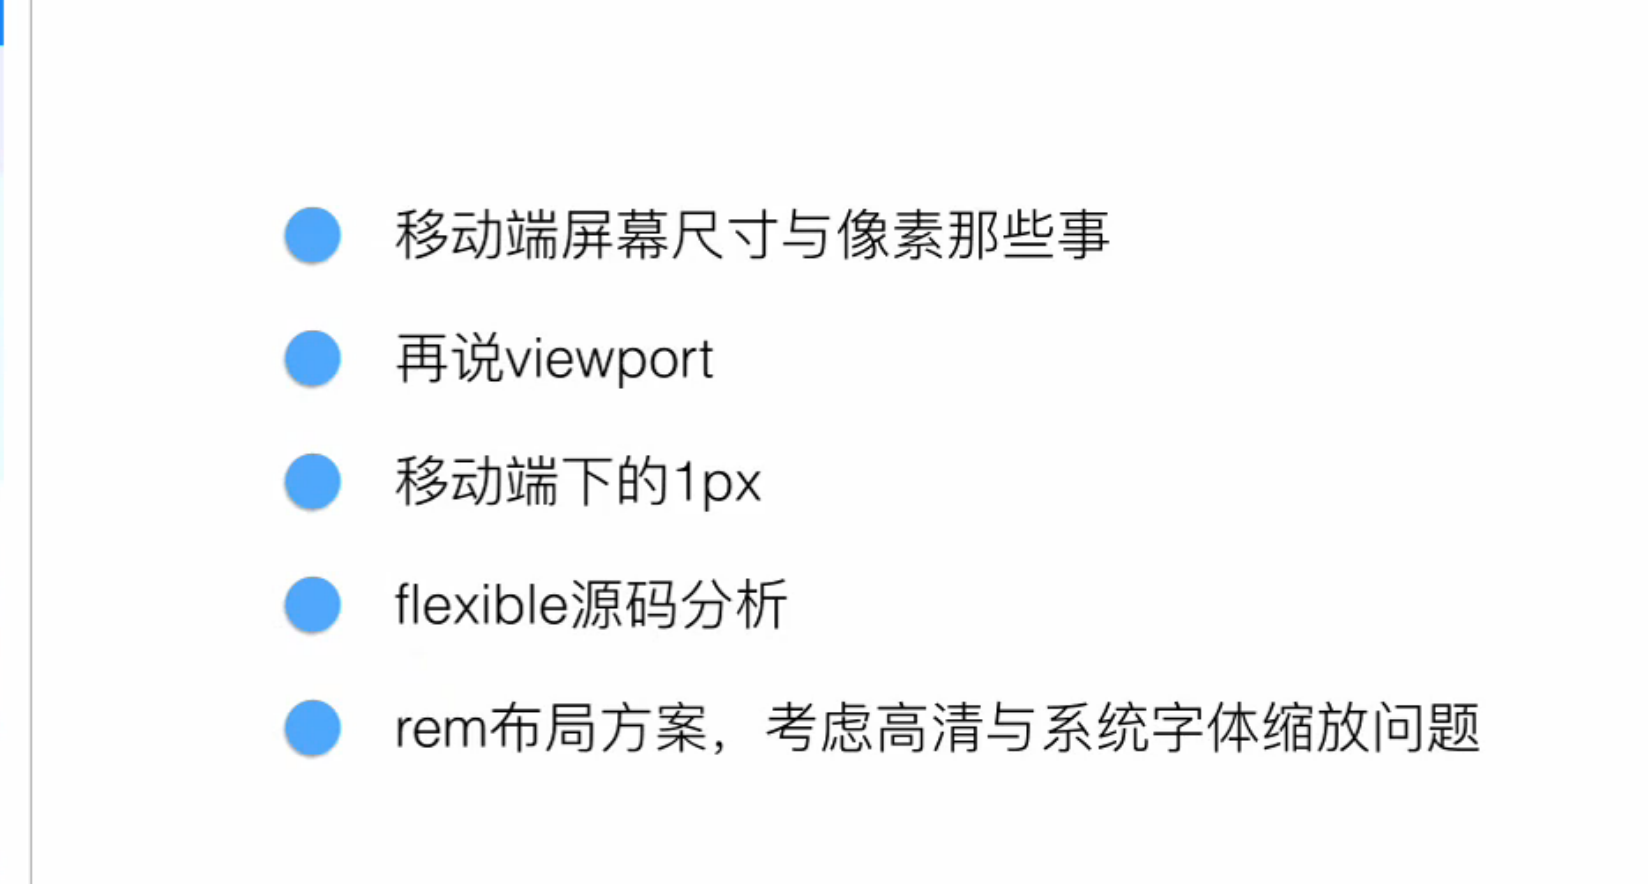 移动端屏幕尺寸与像素那些事
再说viewport
移动端下的1px
flexible源码分析
rem布局方案，考虑高清与系统字体缩放问题